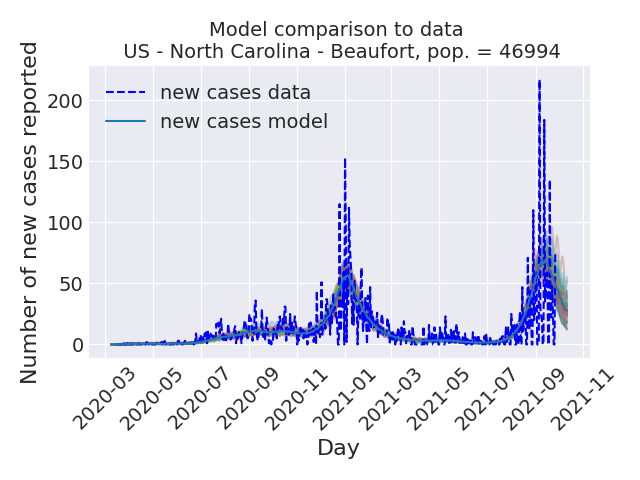 Model comparison to data
US - North Carolina - Beaufort, pop. = 46994
Number of new cases reported
200
150
100
50
0
new cases data
new cases model
2020-03
2020-05
2020-07
2020-09
2020-11
2021-01
2021-03
2021-05
2021-07
2021-09
2021-11
Day